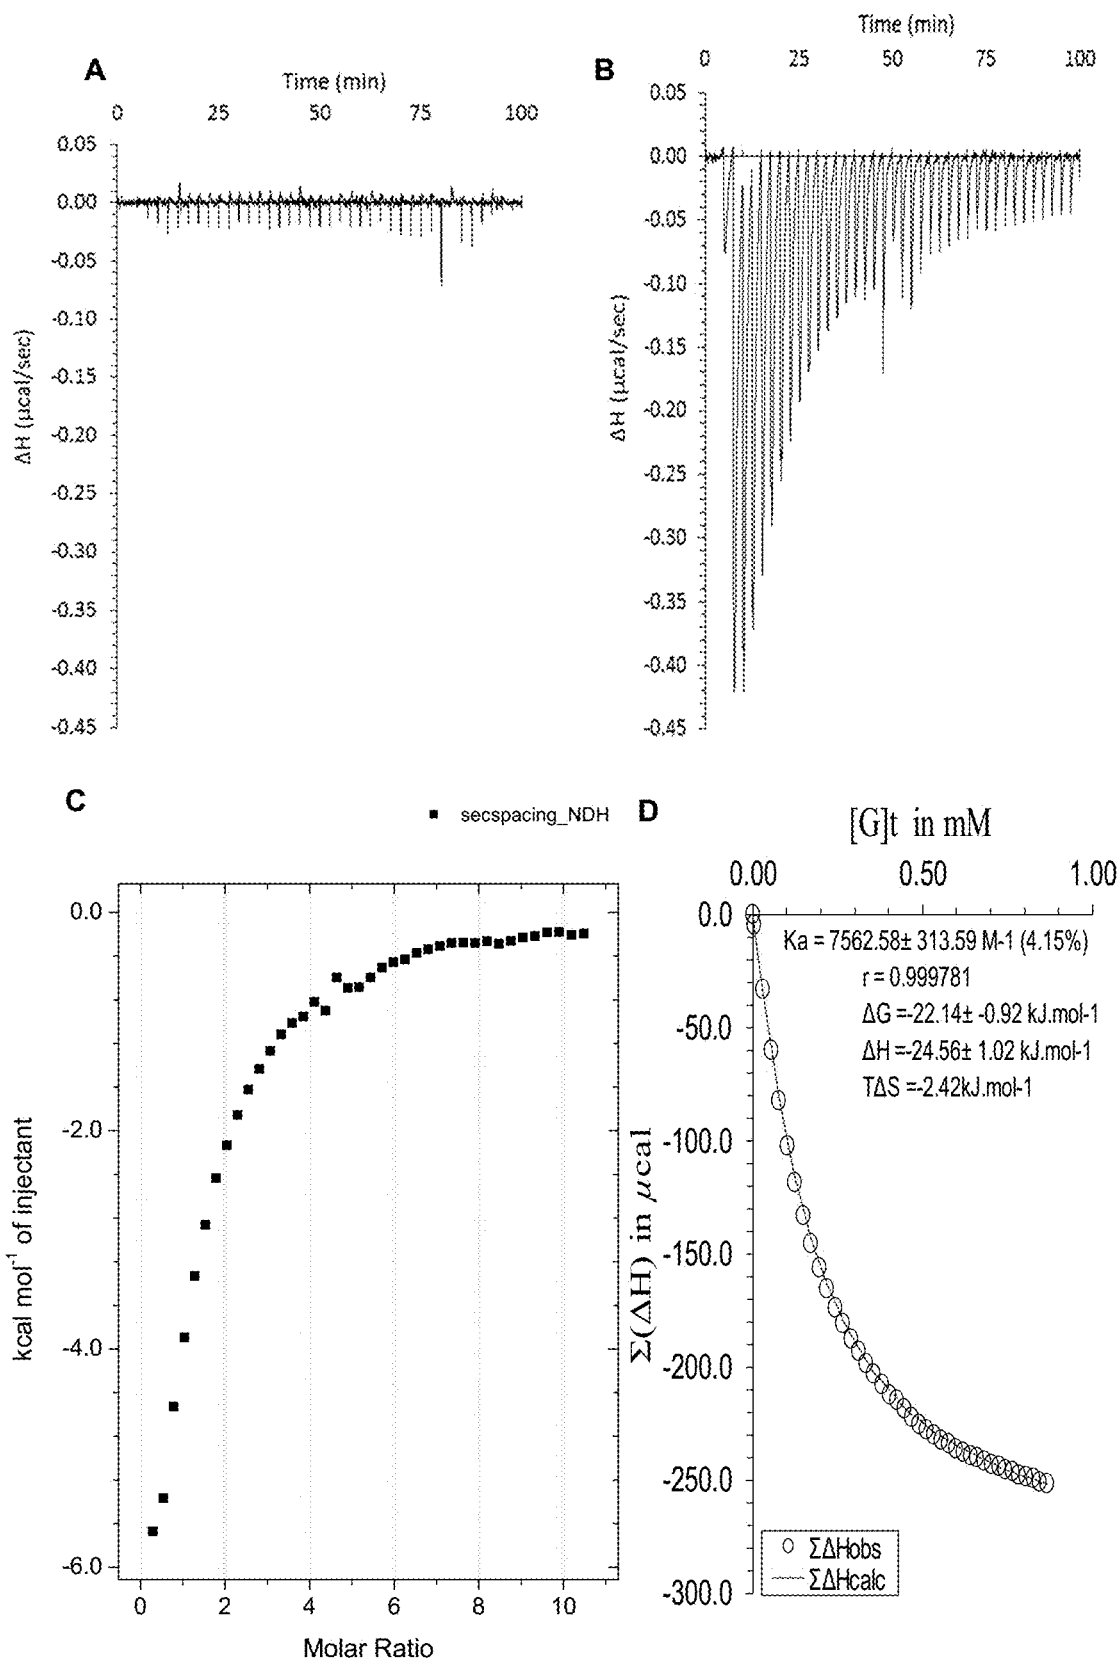 A
Time (min)
0 25 50 75 100
0.05
0.00
-0.05
-0.10
-0.15
-0.20
-0.25
-0.30
-0.35
-0.40
-0.45
ΔH (µcal/sec)
B
Time (min)
0 25 50 75 100
0.05
0.00
-0.05
-0.10
-0.15
-0.20
-0.25
-0.30
-0.35
-0.40
-0.45
ΔH (µcal/sec)
C
secspacing_NDH
0.0
-2.0
-4.0
-6.0
kcal mol⁻¹ of injectant
0 2 4 6 8 10
Molar Ratio
D
[G]t in mM
0.00 0.50 1.00
0.0
-50.0
-100.0
-150.0
-200.0
-250.0
-300.0
Σ(ΔH) in µcal
Ka = 7562.58± 313.59 M-1 (4.15%)
r = 0.999781
ΔG =-22.14± -0.92 kJ.mol-1
ΔH =-24.56± 1.02 kJ.mol-1
TΔS =-2.42kJ.mol-1
ΣΔHobs
ΣΔHcalc